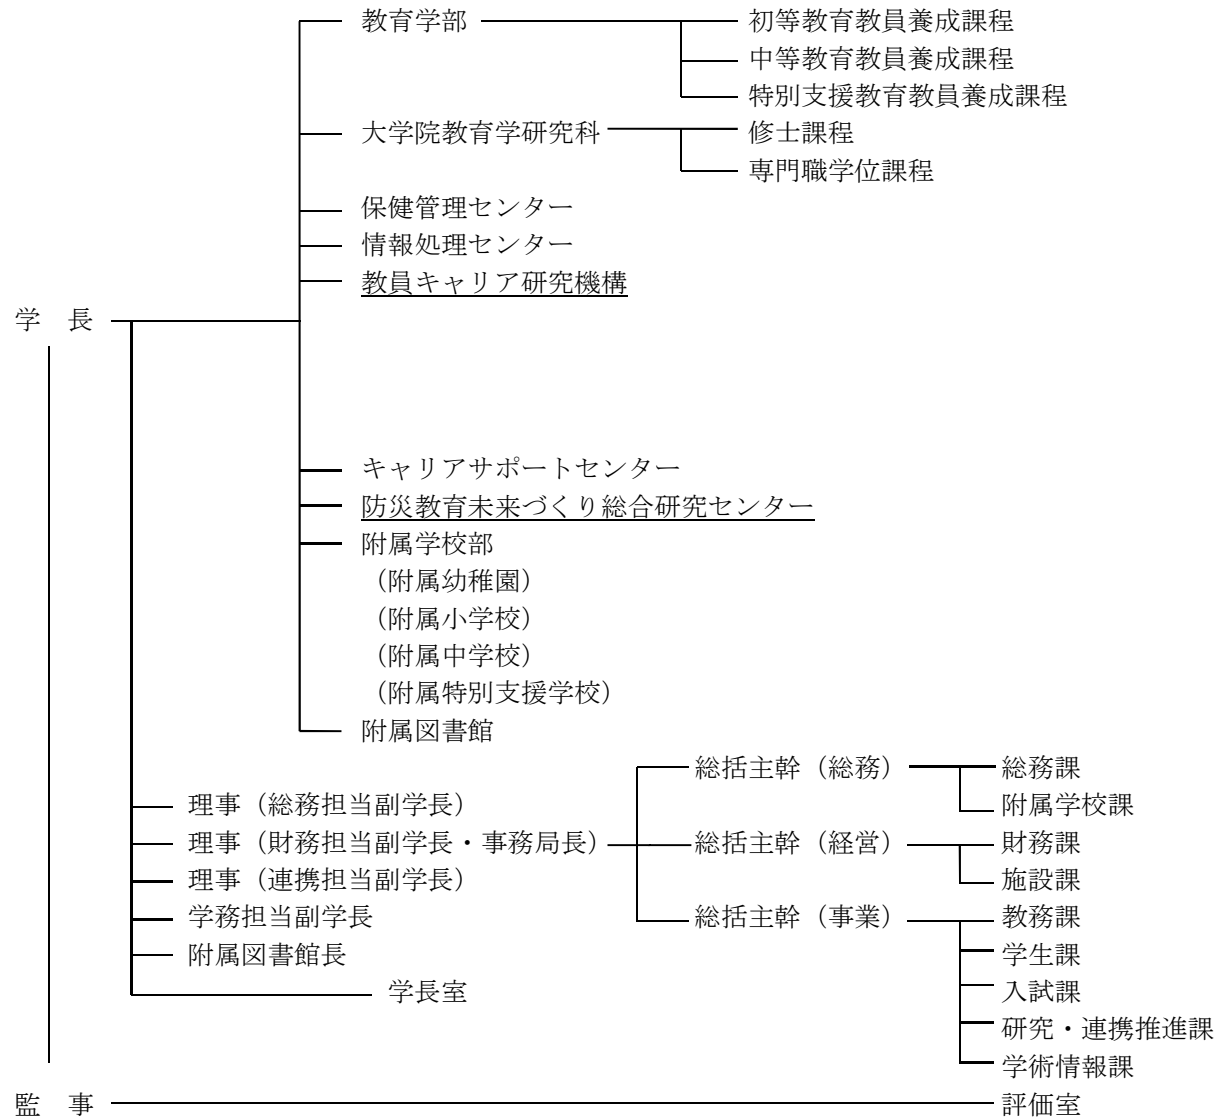 教育学部 初等教育教員養成課程
中等教育教員養成課程
特別支援教育教員養成課程
大学院教育学研究科 修士課程
専門職学位課程
保健管理センター
情報処理センター
教員キャリア研究機構
学 長
キャリアサポートセンター
防災教育未来づくり総合研究センター
附属学校部
（附属幼稚園）
（附属小学校）
（附属中学校）
（附属特別支援学校）
附属図書館
総括主幹（総務） 総務課
理事（総務担当副学長） 附属学校課
理事（財務担当副学長・事務局長） 総括主幹（経営） 財務課
理事（連携担当副学長） 施設課
学務担当副学長 総括主幹（事業） 教務課
附属図書館長 学生課
学長室 入試課
研究・連携推進課
学術情報課
監 事 評価室